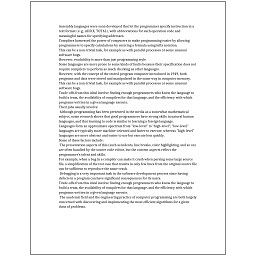 Assembly languages were soon developed that let the programmer specify instruction in a
text format (e.g., ADD X, TOTAL), with abbreviations for each operation code and
meaningful names for specifying addresses.
Compilers harnessed the power of computers to make programming easier by allowing
programmers to specify calculations by entering a formula using infix notation.
This can be a non-trivial task, for example as with parallel processes or some unusual
software bugs.
However, readability is more than just programming style.
Some languages are more prone to some kinds of faults because their specification does not
require compilers to perform as much checking as other languages.
However, with the concept of the stored-program computer introduced in 1949, both
programs and data were stored and manipulated in the same way in computer memory.
This can be a non-trivial task, for example as with parallel processes or some unusual
software bugs.
Trade-offs from this ideal involve finding enough programmers who know the language to
build a team, the availability of compilers for that language, and the efficiency with which
programs written in a given language execute.
Their jobs usually involve:
Although programming has been presented in the media as a somewhat mathematical
subject, some research shows that good programmers have strong skills in natural human
languages, and that learning to code is similar to learning a foreign language.
Languages form an approximate spectrum from "low-level" to "high-level"; "low-level"
languages are typically more machine-oriented and faster to execute, whereas "high-level"
languages are more abstract and easier to use but execute less quickly.
Some of these factors include:
The presentation aspects of this (such as indents, line breaks, color highlighting, and so on)
are often handled by the source code editor, but the content aspects reflect the
programmer's talent and skills.
For example, when a bug in a compiler can make it crash when parsing some large source
file, a simplification of the test case that results in only few lines from the original source file
can be sufficient to reproduce the same crash.
Debugging is a very important task in the software development process since having
defects in a program can have significant consequences for its users.
Trade-offs from this ideal involve finding enough programmers who know the language to
build a team, the availability of compilers for that language, and the efficiency with which
programs written in a given language execute.
The academic field and the engineering practice of computer programming are both largely
concerned with discovering and implementing the most efficient algorithms for a given
class of problems.